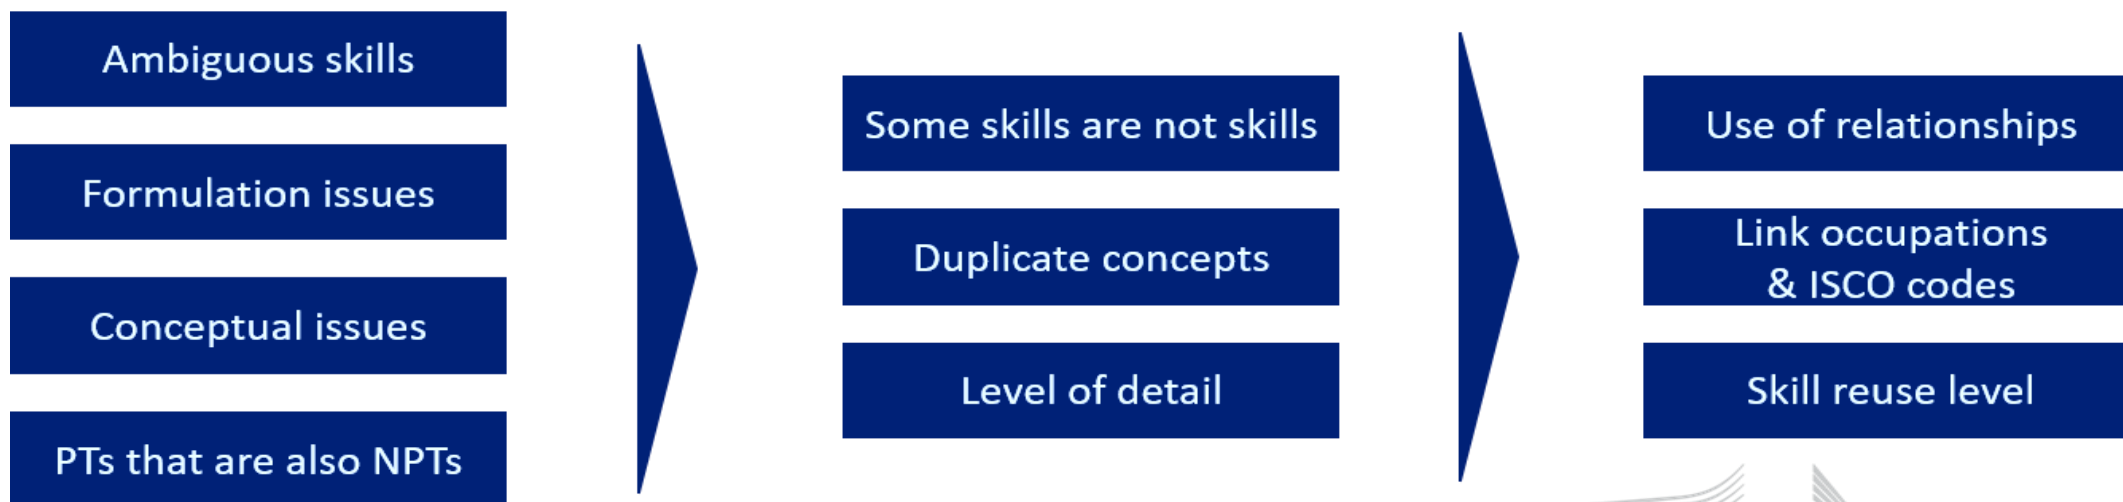 Ambiguous skills
Formulation issues
Conceptual issues
PTs that are also NPTs
Some skills are not skills
Duplicate concepts
Level of detail
Use of relationships
Link occupations
& ISCO codes
Skill reuse level